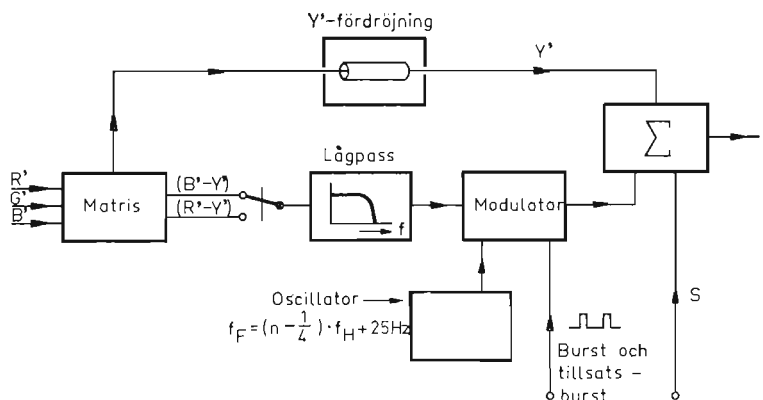 Y'-fördröjning
Y'
R'
G'
B'
Matris
(B'-Y')
(R'-Y')
Lågpass
f
Modulator
Σ
Oscillator
f_F = (n - 1/4) · f_H + 25Hz
Burst och
tillsats -
burst
S